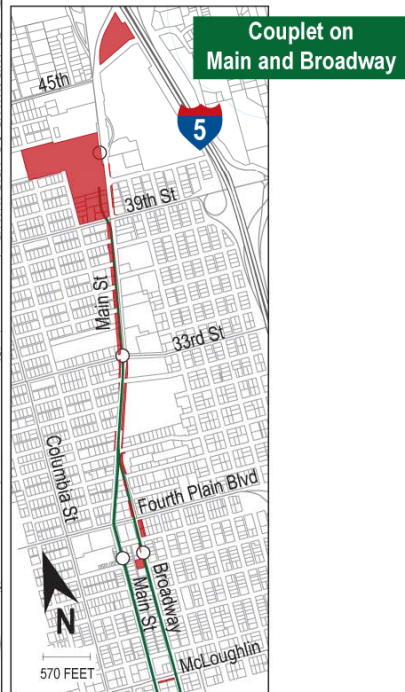 Couplet on
Main and Broadway
45th
5
39th St
Main St
33rd St
Columbia St
Fourth Plain Blvd
Broadway
Main St
N
McLoughlin
570 FEET